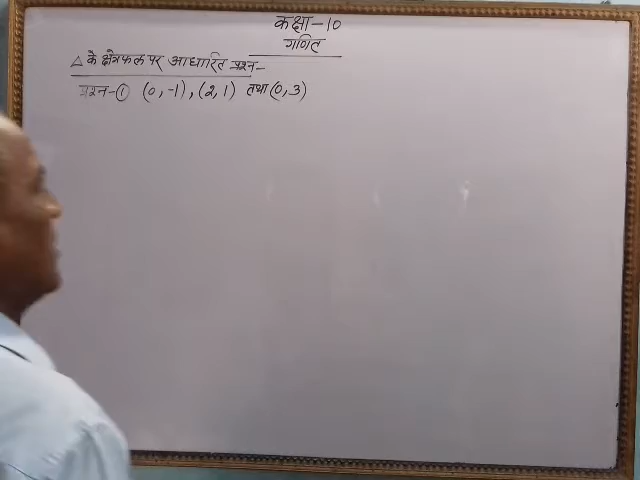 कक्षा-10
गणित
△ के क्षेत्रफल पर आधारित प्रश्न-
प्रश्न-① (0,-1), (2,1) तथा (0,3)